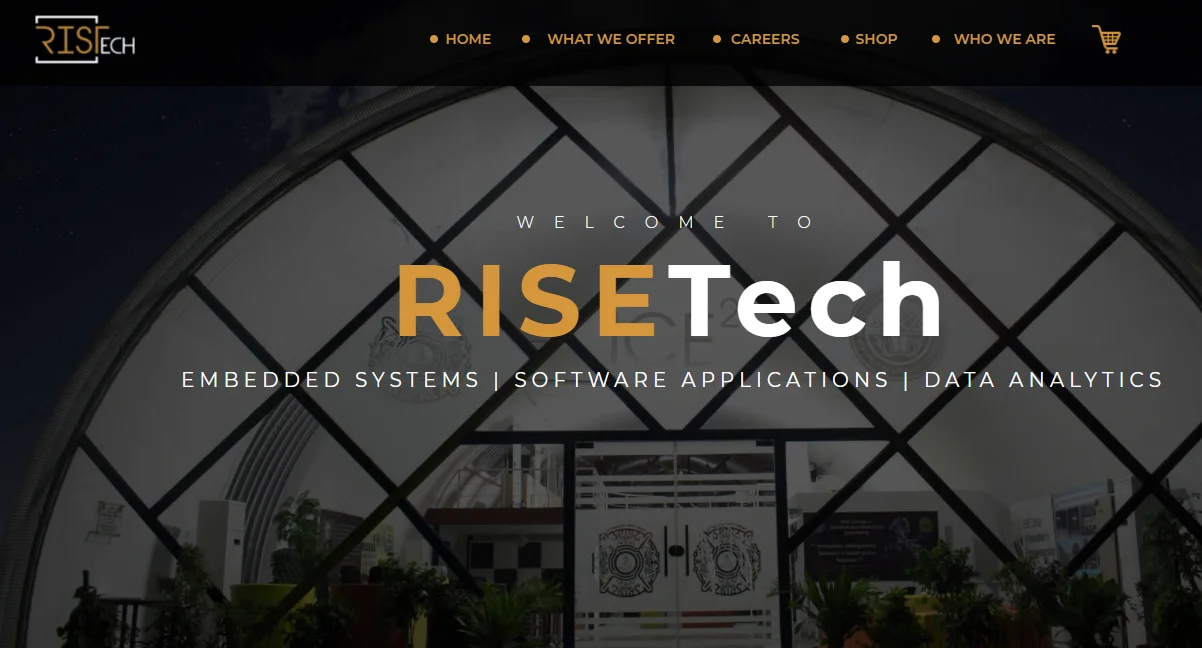 RISTECH
HOME WHAT WE OFFER CAREERS SHOP WHO WE ARE
WELCOME TO
RISETech
EMBEDDED SYSTEMS | SOFTWARE APPLICATIONS | DATA ANALYTICS
ICE²